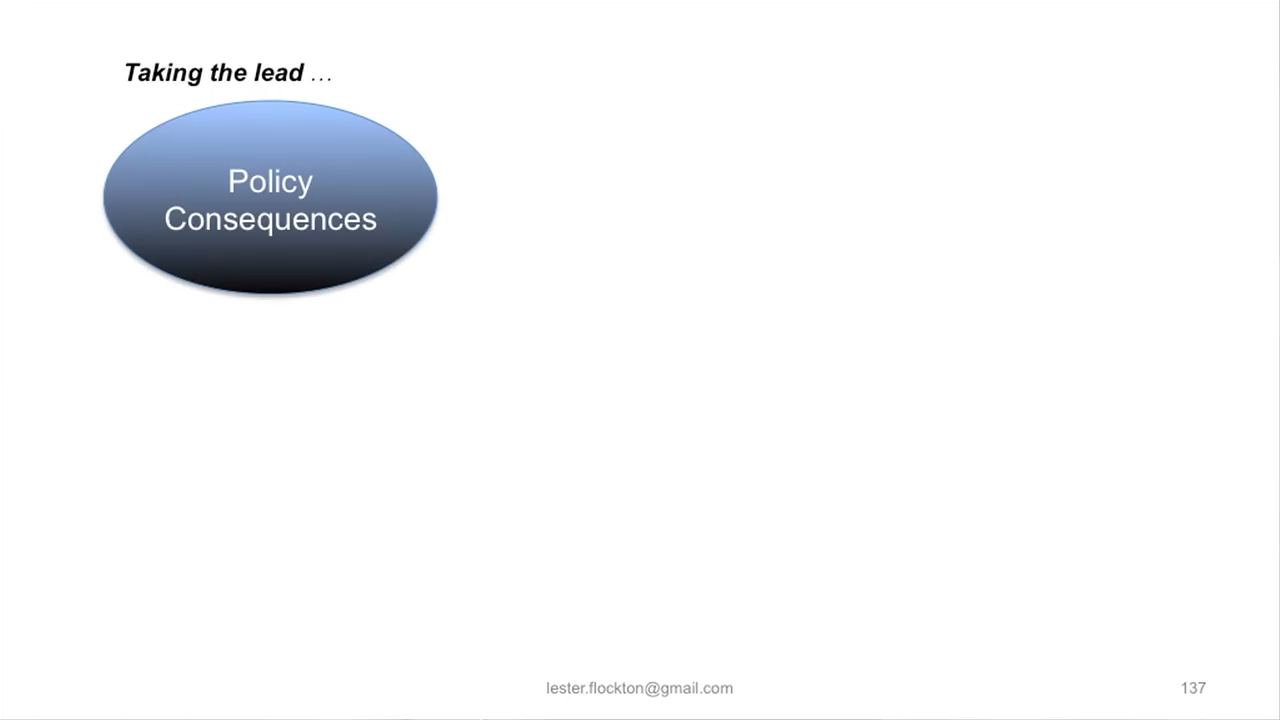 Taking the lead …
Policy
Consequences
lester.flockton@gmail.com
137